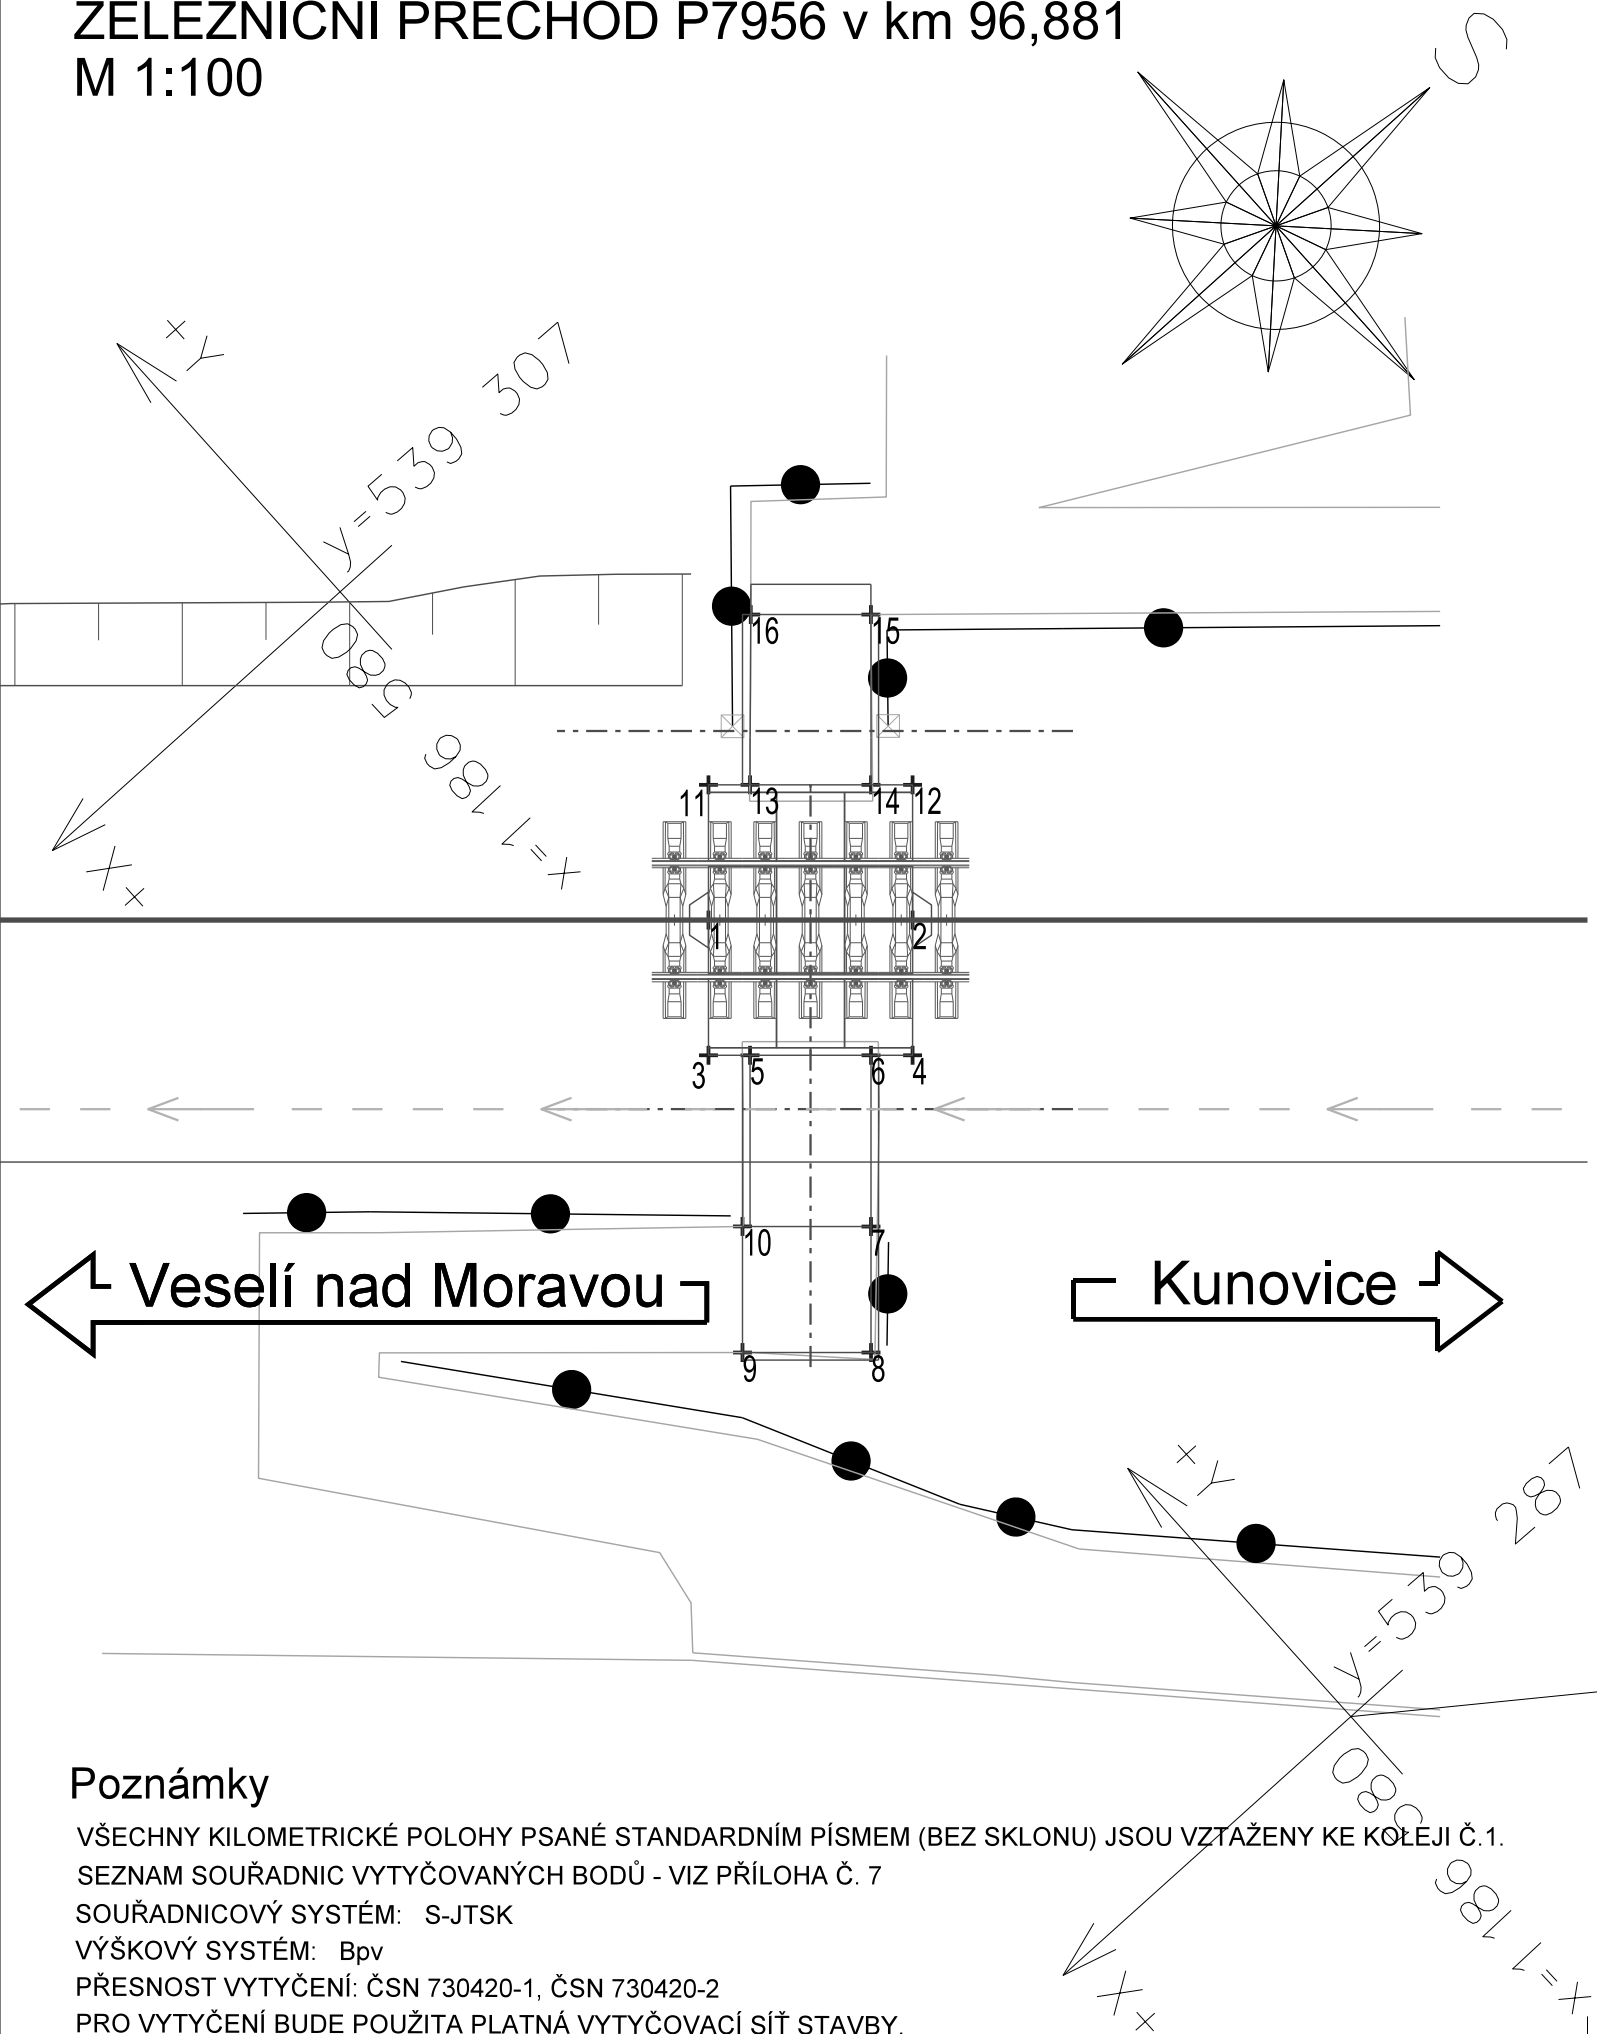 ŽELEZNIČNÍ PŘECHOD P7956 v km 96,881
M 1:100
S
+Y
y=539 307
x=1 186 580
+X
16
15
11
13
14
12
1
2
3
5
6
4
10
7
Veselí nad Moravou
Kunovice
9
8
+Y
y=539 287
x=1 186 580
+X
Poznámky
VŠECHNY KILOMETRICKÉ POLOHY PSANÉ STANDARDNÍM PÍSMEM (BEZ SKLONU) JSOU VZTAŽENY KE KOLEJI Č.1.
SEZNAM SOUŘADNIC VYTYČOVANÝCH BODŮ - VIZ PŘÍLOHA Č. 7
SOUŘADNICOVÝ SYSTÉM: S-JTSK
VÝŠKOVÝ SYSTÉM: Bpv
PŘESNOST VYTYČENÍ: ČSN 730420-1, ČSN 730420-2
PRO VYTYČENÍ BUDE POUŽITA PLATNÁ VYTYČOVACÍ SÍŤ STAVBY.